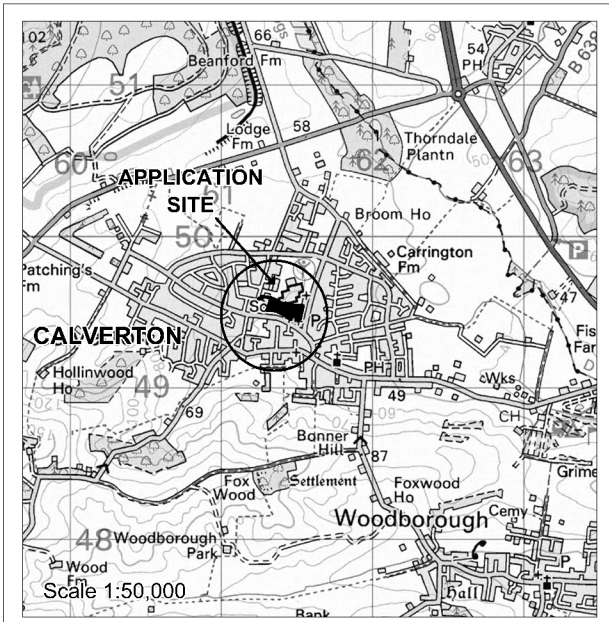 102
66
54
PH
B 638
Beanford Fm
51
Lodge
Fm
58
Thorndale
Plantn
60
62
63
APPLICATION
SITE
51
50
Broom Ho
Carrington
Fm
P
Patching's
Fm
47
P
CALVERTON
Fis
Far
Hollinwood
Ho
49
PH
Wks
49
CH
69
Bonner
Hill
87
Grime
Fox
Wood
Settlement
Foxwood
Ho
Woodborough
Cemy
48
Woodborough
Park
Wood
Fm
P
Scale 1:50,000
Hall
Bank